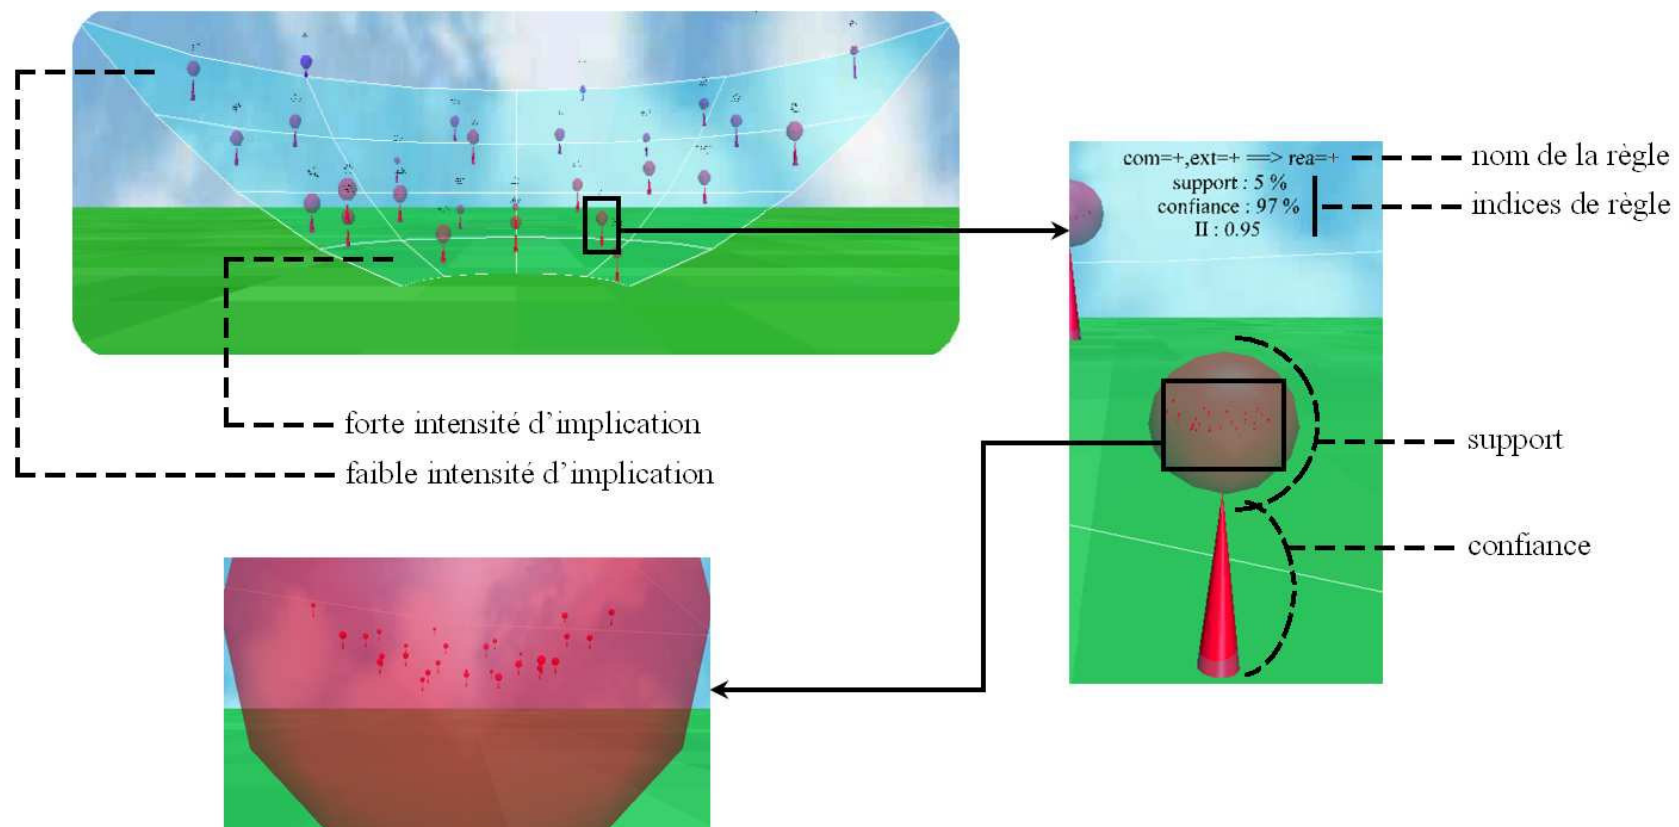 com=+,ext=+ ==> rea=+
support : 5 %
confiance : 97 %
II : 0.95
nom de la règle
indices de règle
forte intensité d’implication
faible intensité d’implication
support
confiance